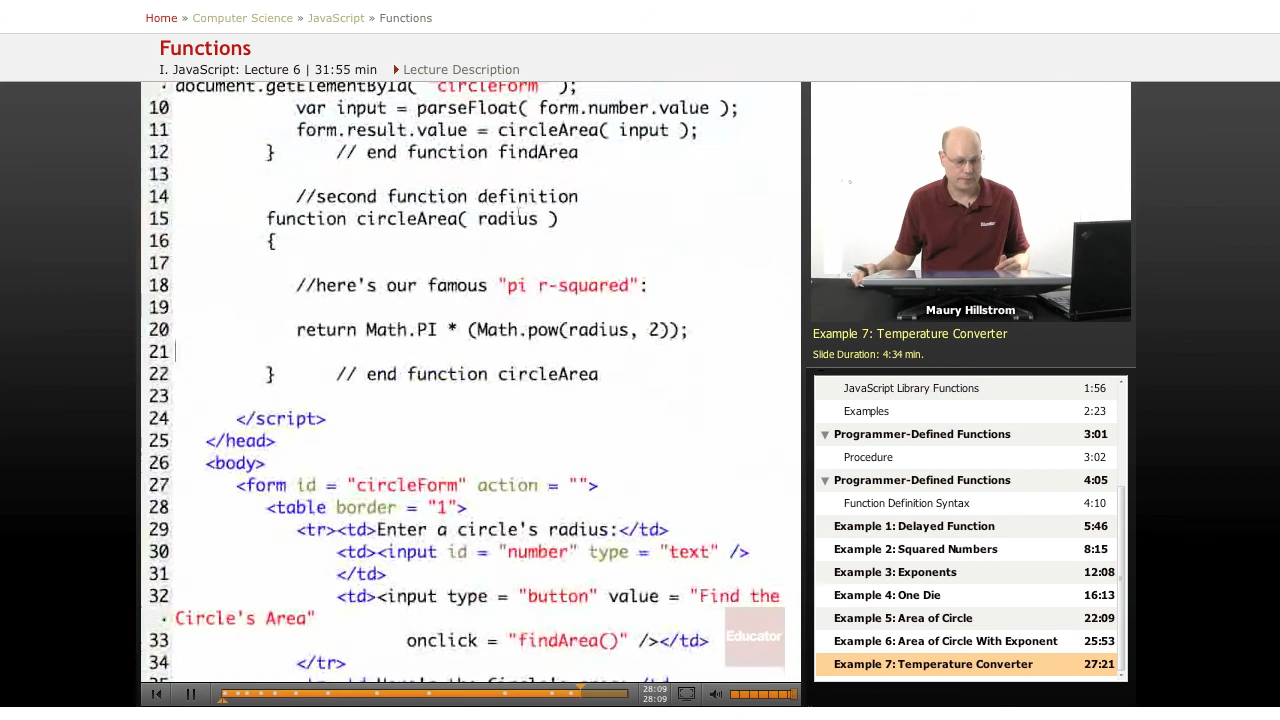 Home » Computer Science » JavaScript » Functions
Functions
I. JavaScript: Lecture 6 | 31:55 min Lecture Description
document.getElementById( "circleForm" );
10 var input = parseFloat( form.number.value );
11 form.result.value = circleArea( input );
12 } // end function findArea
13
14 //second function definition
15 function circleArea( radius )
16 {
17
18 //here's our famous "pi r-squared":
19
20 return Math.PI * (Math.pow(radius, 2));
21
22 } // end function circleArea
23
24 </script>
25 </head>
26 <body>
27 <form id = "circleForm" action = "">
28 <table border = "1">
29 <tr><td>Enter a circle's radius:</td>
30 <td><input id = "number" type = "text" />
31 </td>
32 <td><input type = "button" value = "Find the
Circle's Area"
33 onclick = "findArea()" /></td>
34 </tr>
Educator
Maury Hillstrom
Example 7: Temperature Converter
Slide Duration: 4:34 min.
JavaScript Library Functions 1:56
Examples 2:23
Programmer-Defined Functions 3:01
Procedure 3:02
Programmer-Defined Functions 4:05
Function Definition Syntax 4:10
Example 1: Delayed Function 5:46
Example 2: Squared Numbers 8:15
Example 3: Exponents 12:08
Example 4: One Die 16:13
Example 5: Area of Circle 22:09
Example 6: Area of Circle With Exponent 25:53
Example 7: Temperature Converter 27:21
28:09
28:09